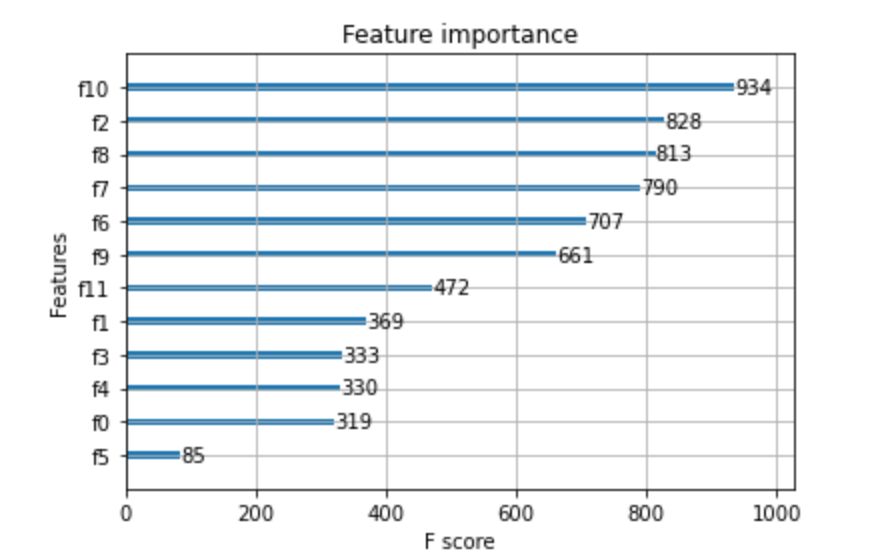 Feature importance
f10 934
f2 828
f8 813
f7 790
f6 707
f9 661
f11 472
f1 369
f3 333
f4 330
f0 319
f5 85
Features
0 200 400 600 800 1000
F score